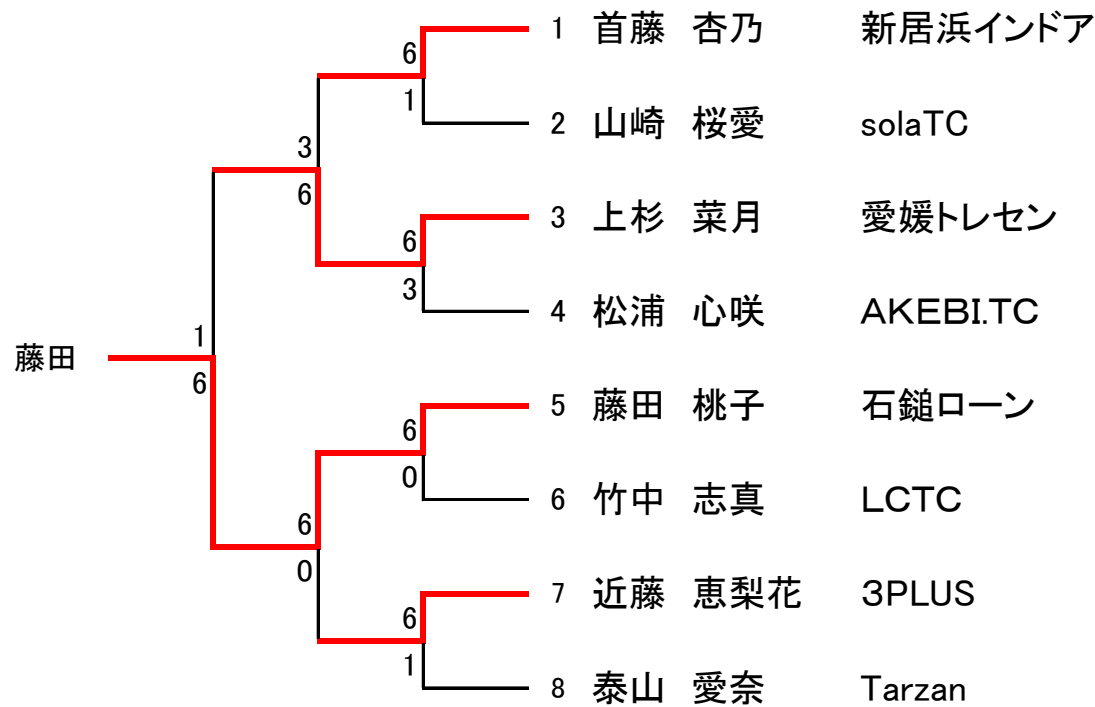 1 首藤 杏乃 新居浜インドア
6
1
2 山崎 桜愛 solaTC
3
6
3 上杉 菜月 愛媛トレセン
6
3
4 松浦 心咲 AKEBI.TC
1
藤田
6
5 藤田 桃子 石鎚ローン
6
0
6 竹中 志真 LCTC
6
0
7 近藤 恵梨花 3PLUS
6
1
8 泰山 愛奈 Tarzan